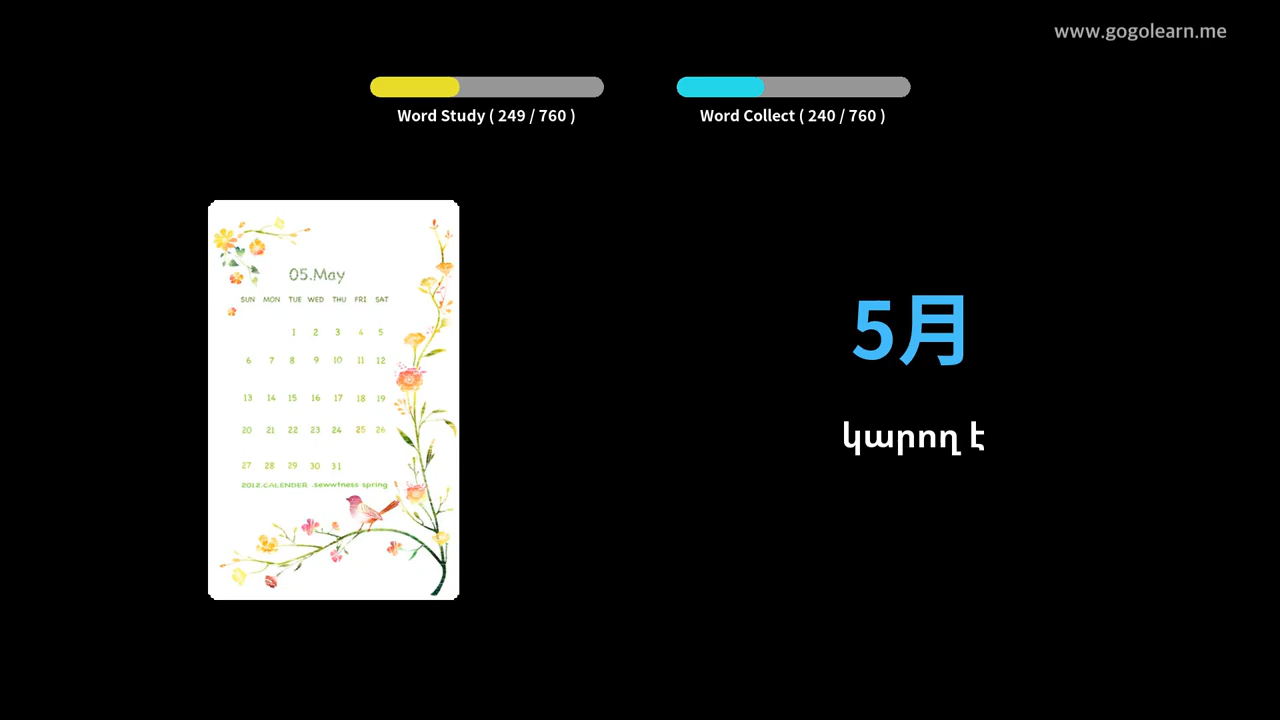 www.gogolearn.me
Word Study ( 249 / 760 )
Word Collect ( 240 / 760 )
05.May
SUN MON TUE WED THU FRI SAT
1 2 3 4 5
6 7 8 9 10 11 12
13 14 15 16 17 18 19
20 21 22 23 24 25 26
27 28 29 30 31
2012.CALENDER .sewwtness spring
5月
կարող է